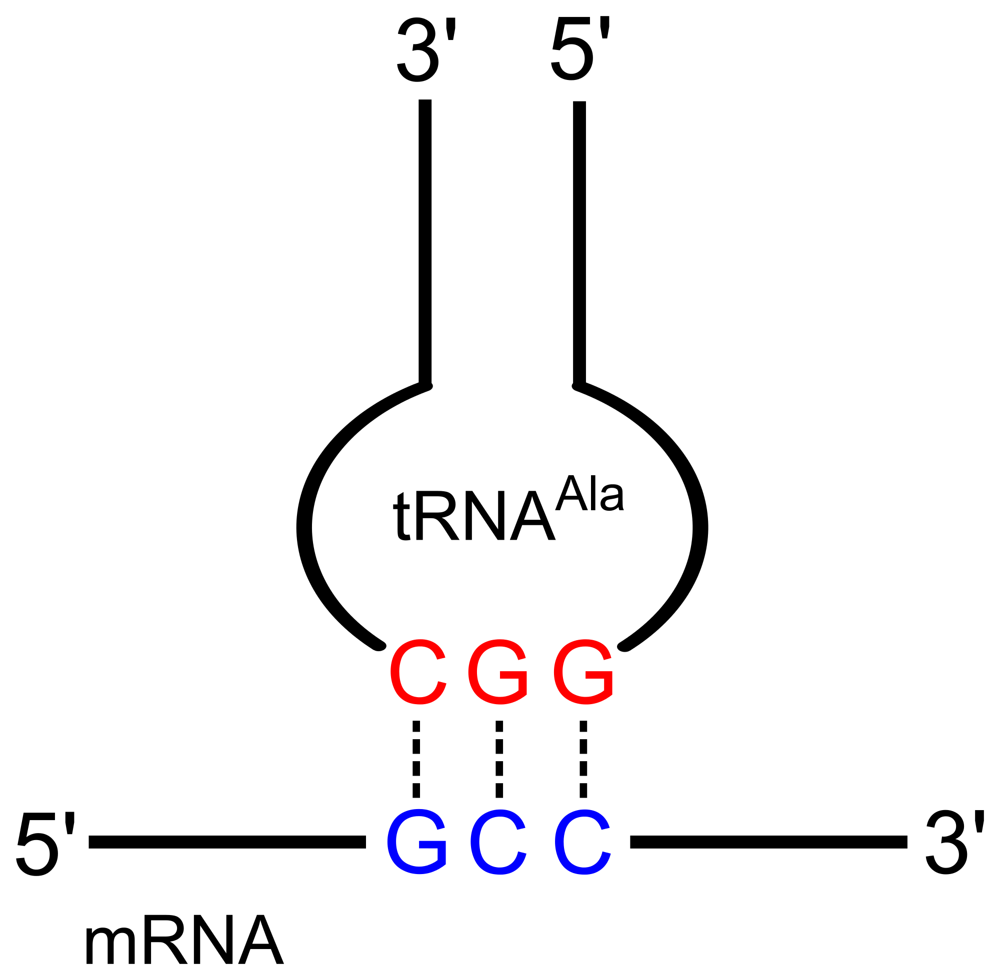 3' 5'
tRNAAla
C G G
5' G C C 3'
mRNA